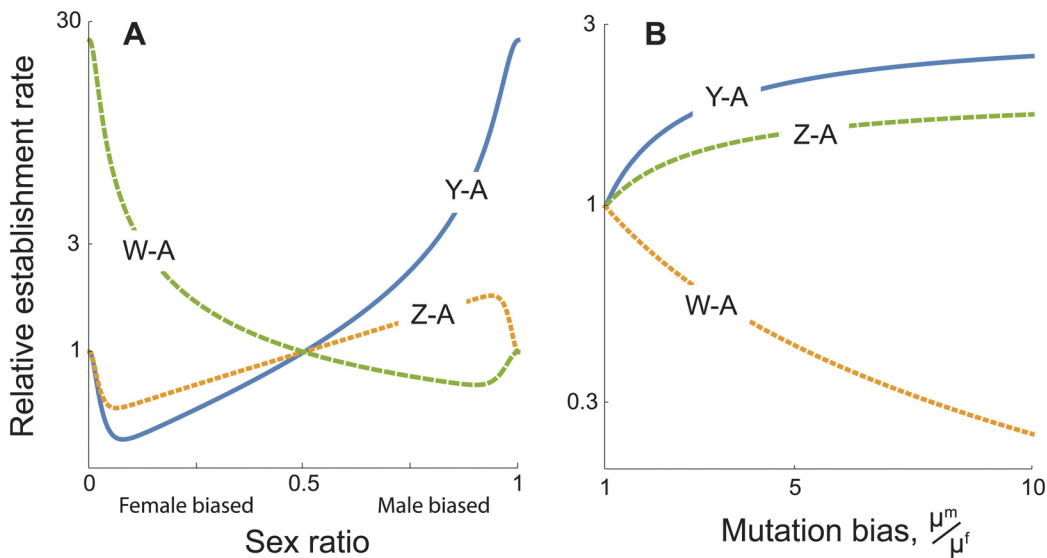 A
Relative establishment rate
30
3
1
W-A
Y-A
Z-A
0
0.5
1
Female biased
Male biased
Sex ratio
B
3
1
0.3
Y-A
Z-A
W-A
1
5
10
Mutation bias, μᵐ/μᶠ